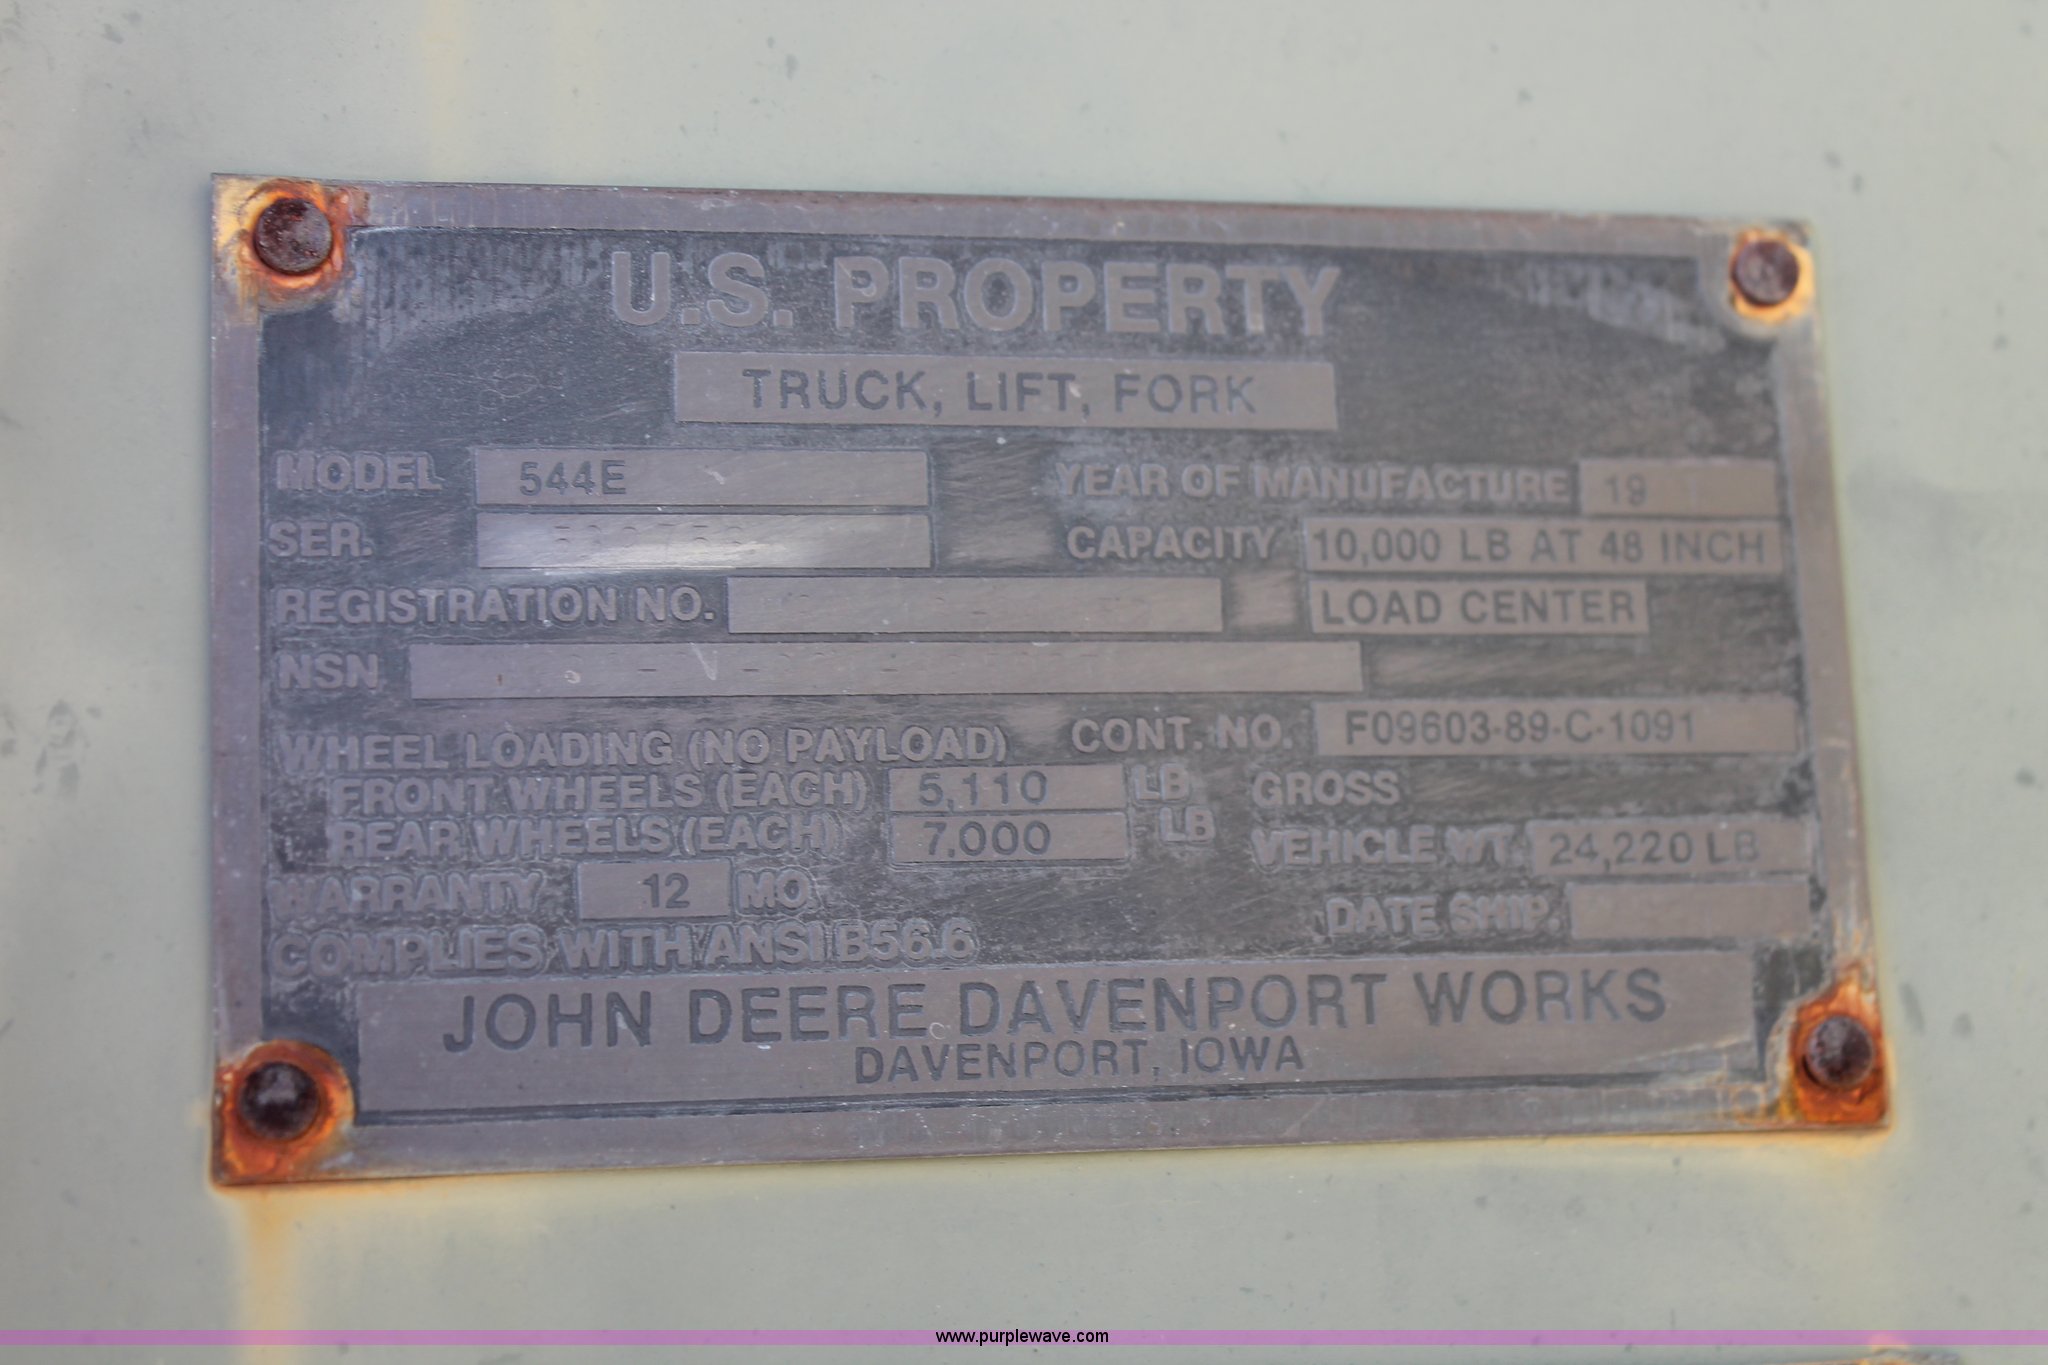 U.S. PROPERTY
TRUCK, LIFT, FORK
MODEL 544E YEAR OF MANUFACTURE 19
SER. CAPACITY 10,000 LB AT 48 INCH
REGISTRATION NO. LOAD CENTER
NSN
WHEEL LOADING (NO PAYLOAD) CONT. NO. F09603-89-C-1091
FRONT WHEELS (EACH) 5,110 LB GROSS
REAR WHEELS (EACH) 7,000 LB VEHICLE WT. 24,220 LB
WARRANTY 12 MO. DATE SHIP.
COMPLIES WITH ANSI B56.6
JOHN DEERE DAVENPORT WORKS
DAVENPORT, IOWA
www.purplewave.com